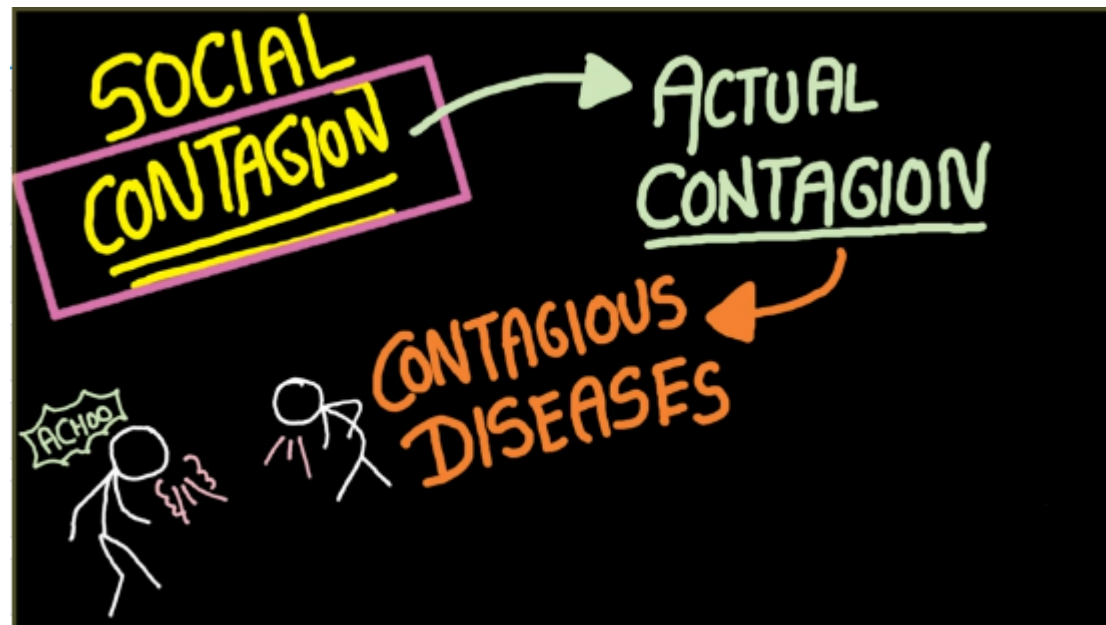 SOCIAL
CONTAGION
ACTUAL
CONTAGION
CONTAGIOUS
DISEASES
ACHOO